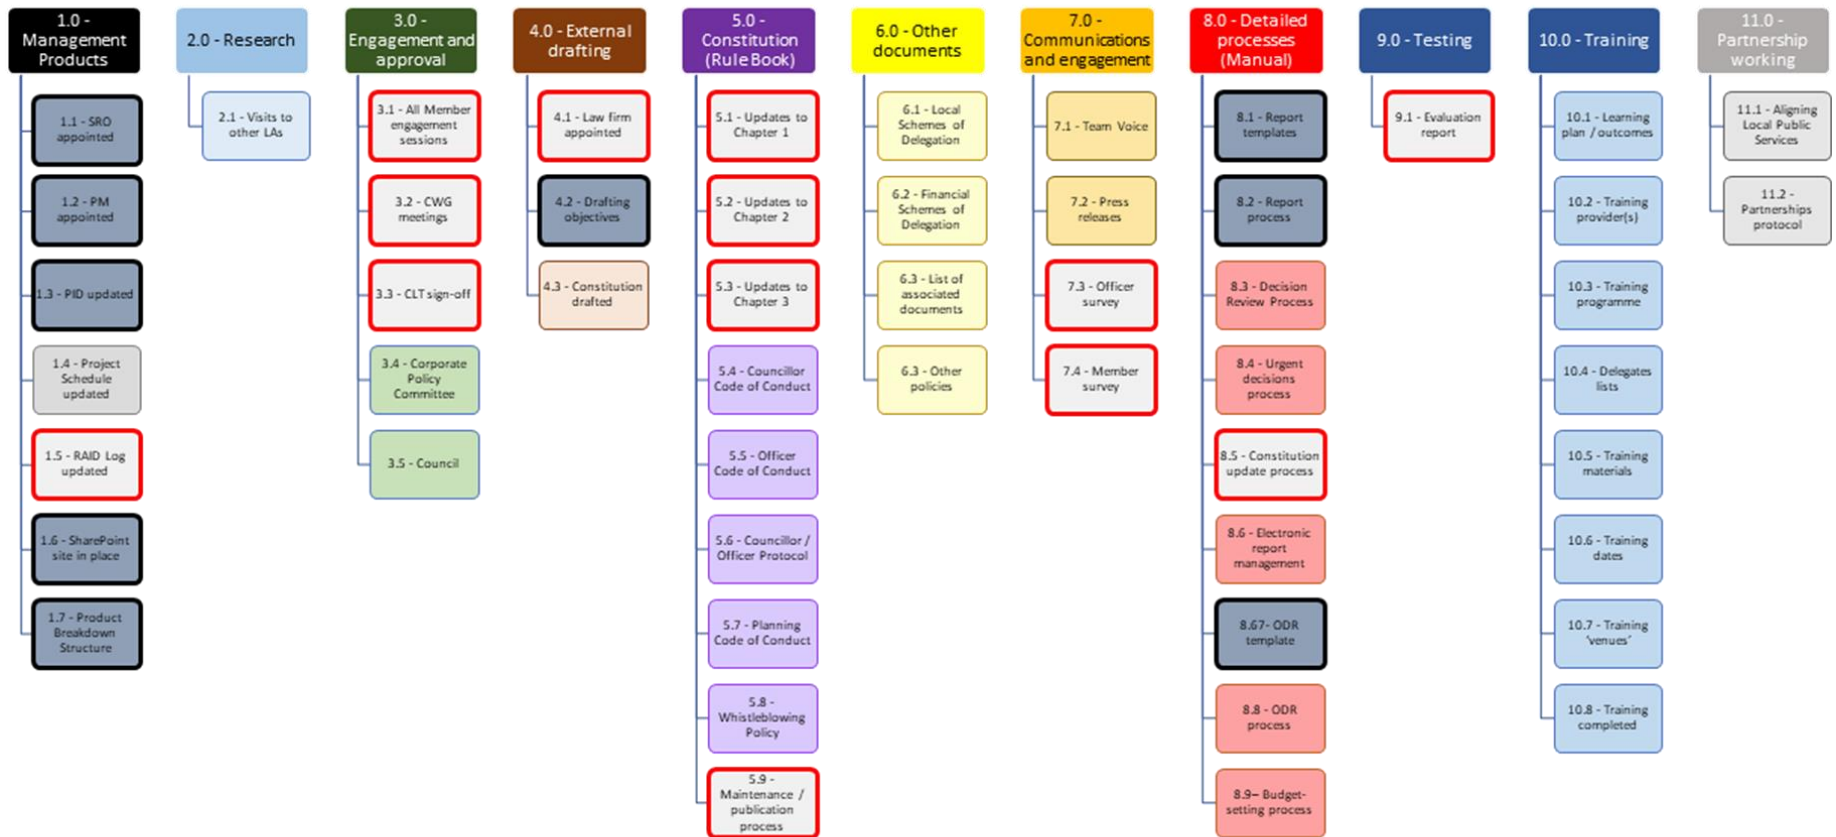 1.0 -
Management
Products
1.1 - SRO
appointed
1.2 - PM
appointed
1.3 - PID updated
1.4 - Project
Schedule
updated
1.5 - RAID Log
updated
1.6 - SharePoint
site in place
1.7 - Product
Breakdown
Structure
2.0 - Research
2.1 - Visits to
other LAs
3.0 -
Engagement and
approval
3.1 - All Member
engagement
sessions
3.2 - CWG
meetings
3.3 - CLT sign-off
3.4 - Corporate
Policy
Committee
3.5 - Council
4.0 - External
drafting
4.1 - Law firm
appointed
4.2 - Drafting
objectives
4.3 - Constitution
drafted
5.0 -
Constitution
(Rule Book)
5.1 - Updates to
Chapter 1
5.2 - Updates to
Chapter 2
5.3 - Updates to
Chapter 3
5.4 - Councillor
Code of Conduct
5.5 - Officer
Code of Conduct
5.6 - Councillor /
Officer Protocol
5.7 - Planning
Code of Conduct
5.8 -
Whistleblowing
Policy
5.9 -
Maintenance /
publication
process
6.0 - Other
documents
6.1 - Local
Schemes of
Delegation
6.2 - Financial
Schemes of
Delegation
6.3 - List of
associated
documents
6.3 - Other
policies
7.0 -
Communications
and engagement
7.1 - Team Voice
7.2 - Press
releases
7.3 - Officer
survey
7.4 - Member
survey
8.0 - Detailed
processes
(Manual)
8.1 - Report
templates
8.2 - Report
process
8.3 - Decision
Review Process
8.4 - Urgent
decisions
process
8.5 - Constitution
update process
8.6 - Electronic
report
management
8.67- ODR
template
8.8 - ODR
process
8.9– Budget-
setting process
9.0 - Testing
9.1 - Evaluation
report
10.0 - Training
10.1 - Learning
plan / outcomes
10.2 - Training
provider(s)
10.3 - Training
programme
10.4 - Delegates
lists
10.5 - Training
materials
10.6 - Training
dates
10.7 - Training
‘venues’
10.8 - Training
completed
11.0 -
Partnership
working
11.1 - Aligning
Local Public
Services
11.2 -
Partnerships
protocol